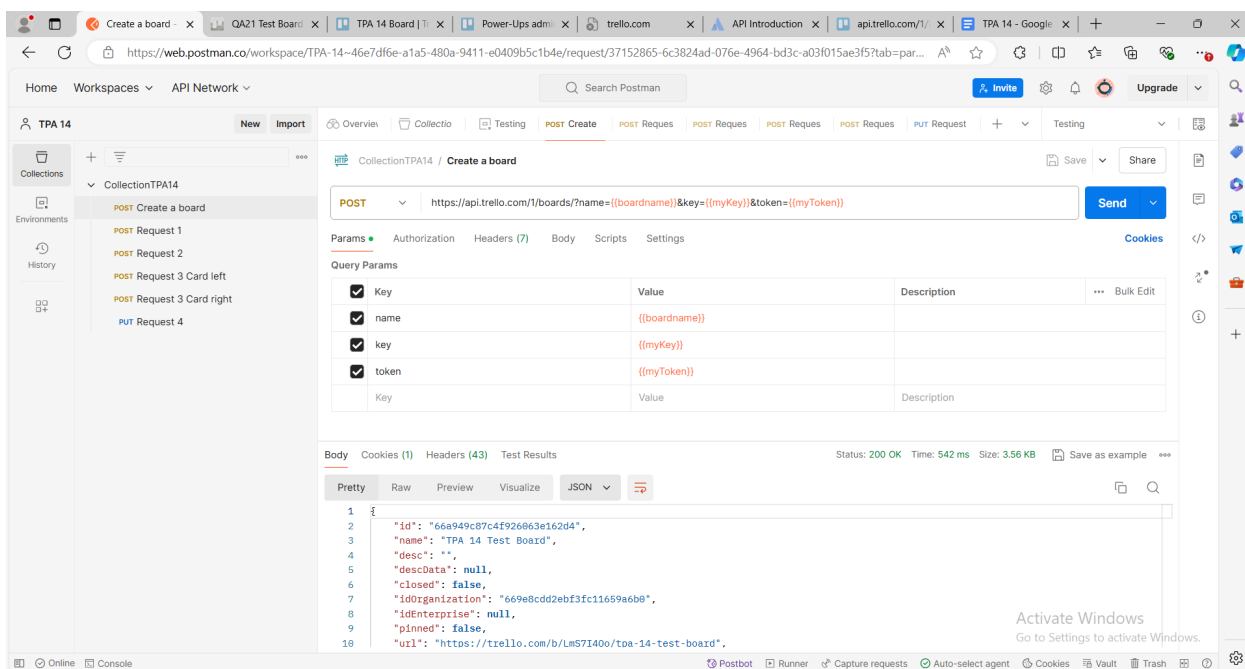 Create a board -
QA21 Test Board
TPA 14 Board | Tr
Power-Ups admi
trello.com
API Introduction
api.trello.com/1/
TPA 14 - Google
https://web.postman.co/workspace/TPA-14~46e7df6e-a1a5-480a-9411-e0409b5c1b4e/request/37152865-6c3824ad-076e-4964-bd3c-a03f015ae3f5?tab=par...
Home Workspaces API Network Search Postman Invite Upgrade
TPA 14 New Import Overview Collectio Testing POST Create POST Reques POST Reques POST Reques POST Reques PUT Request Testing
Collections
Environments
History
CollectionTPA14
POST Create a board
POST Request 1
POST Request 2
POST Request 3 Card left
POST Request 3 Card right
PUT Request 4
HTTP CollectionTPA14 / Create a board Save Share
POST https://api.trello.com/1/boards/?name={{boardname}}&key={{myKey}}&token={{myToken}} Send
Params Authorization Headers (7) Body Scripts Settings Cookies
Query Params
Key Value Description Bulk Edit
name {{boardname}}
key {{myKey}}
token {{myToken}}
Key Value Description
Body Cookies (1) Headers (43) Test Results Status: 200 OK Time: 542 ms Size: 3.56 KB Save as example
Pretty Raw Preview Visualize JSON
1 {
2 "id": "66a949c87c4f926063e162d4",
3 "name": "TPA 14 Test Board",
4 "desc": "",
5 "descData": null,
6 "closed": false,
7 "idOrganization": "669e8cdd2ebf3fc11659a6b0",
8 "idEnterprise": null,
9 "pinned": false,
10 "url": "https://trello.com/b/LmS7I4Oo/tpa-14-test-board",
Activate Windows
Go to Settings to activate Windows.
Online Console Postbot Runner Capture requests Auto-select agent Cookies Vault Trash